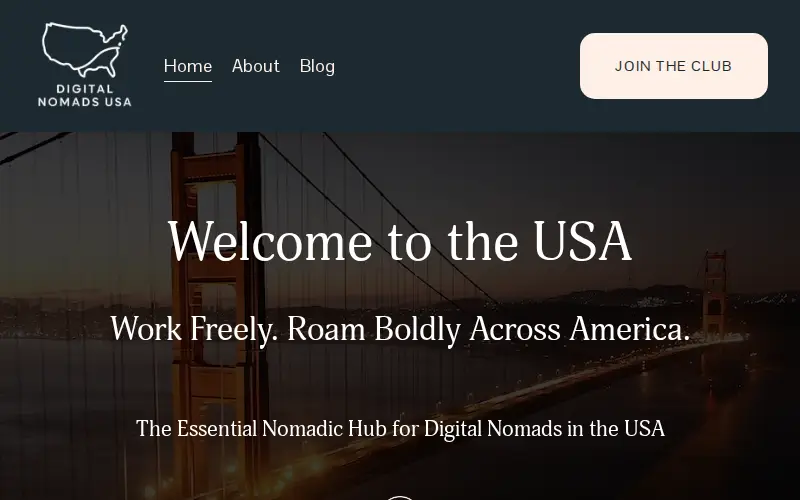 DIGITAL
NOMADS USA
Home About Blog
JOIN THE CLUB
Welcome to the USA
Work Freely. Roam Boldly Across America.
The Essential Nomadic Hub for Digital Nomads in the USA